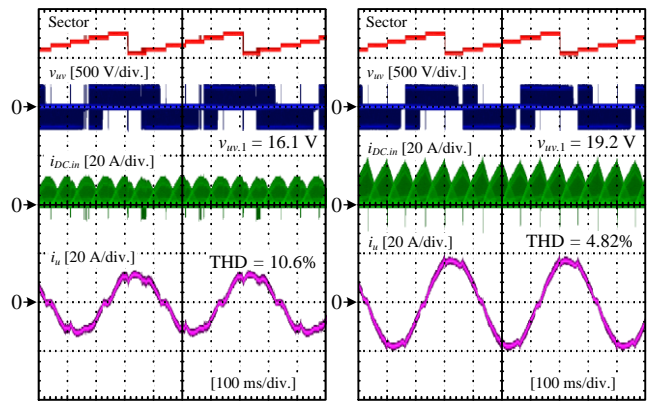 Sector
v_uv [500 V/div.]
0
v_uv.1 = 16.1 V
i_DC.in [20 A/div.]
0
i_u [20 A/div.]
THD = 10.6%
0
[100 ms/div.]
Sector
v_uv [500 V/div.]
0
v_uv.1 = 19.2 V
i_DC.in [20 A/div.]
0
THD = 4.82%
i_u [20 A/div.]
0
[100 ms/div.]